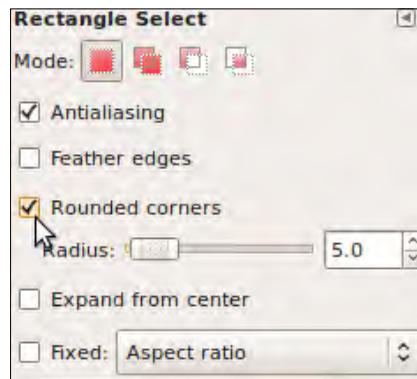 Rectangle Select
Mode:
Antialiasing
Feather edges
Rounded corners
Radius: 5.0
Expand from center
Fixed: Aspect ratio